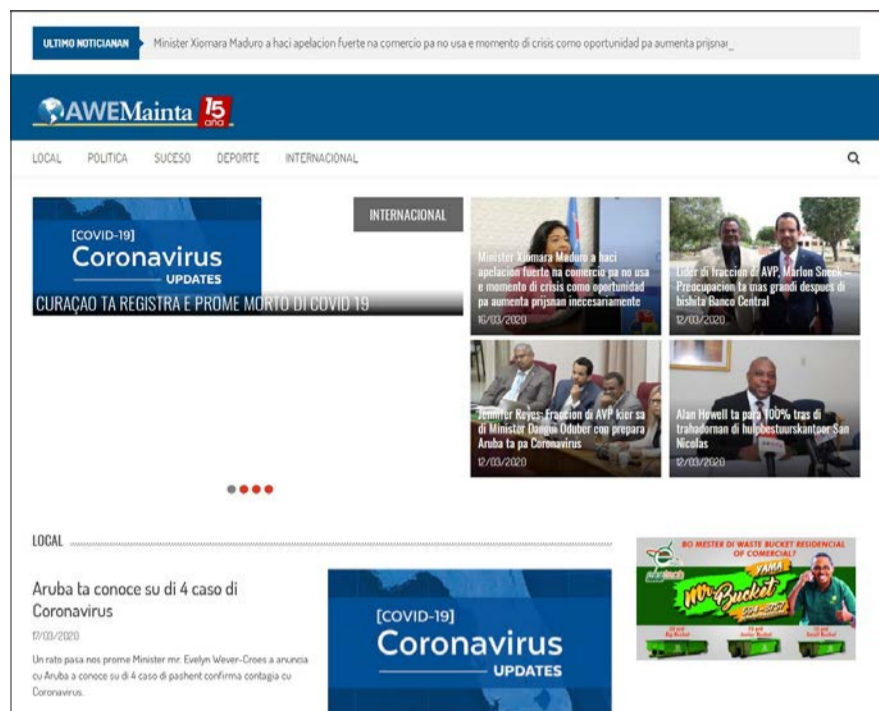 ULTIMO NOTICIANAN
Minister Xiomara Maduro a haci apelacion fuerte na comercio pa no usa e momento di crisis como oportunidad pa aumenta prijsnan_
AWEMainta 15
aña
LOCAL POLITICA SUCESO DEPORTE INTERNACIONAL
INTERNACIONAL
[COVID-19]
Coronavirus
UPDATES
CURAÇAO TA REGISTRA E PROME MORTO DI COVID 19
Minister Xiomara Maduro a haci
apelacion fuerte na comercio pa no usa
e momento di crisis como oportunidad
pa aumenta prijsnan inecesariamente
16/03/2020
Lider di fraccion di AVP, Marlon Sneek –
Preocupacion ta mas grandi despues di
bishita Banco Central
12/03/2020
Jennifer Reyes: Fraccion di AVP kier sa
di Minister Dangui Oduber con prepara
Aruba ta pa Coronavirus
12/03/2020
Alan Howell ta para 100% tras di
trahadornan di hulpbestuurskantoor San
Nicolas
12/03/2020
LOCAL
Aruba ta conoce su di 4 caso di
Coronavirus
17/03/2020
Un rato pasa nos prome Minister mr. Evelyn Wever-Croes a anuncia
cu Aruba a conoce su di 4 caso di pashent confirma contagia cu
Coronavirus.
[COVID-19]
Coronavirus
UPDATES
BO MESTER DI WASTE BUCKET RESIDENCIAL
OF COMERCIAL?
YAMA
Mr Bucket